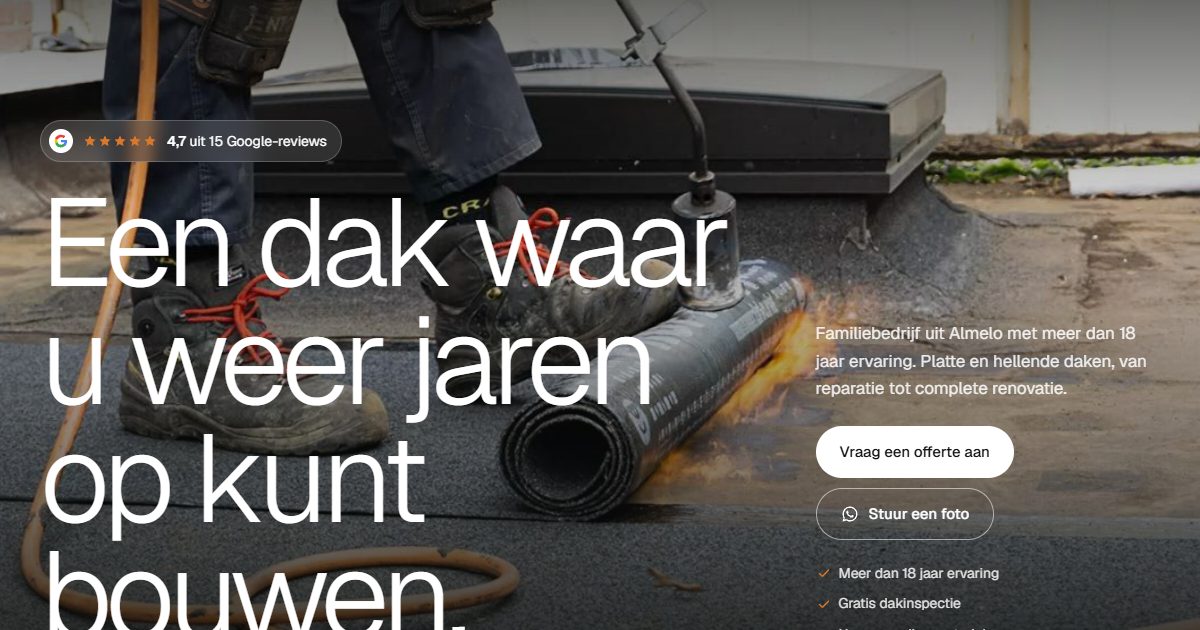 4,7 uit 15 Google-reviews
Een dak waar
u weer jaren
op kunt
bouwen.
Familiebedrijf uit Almelo met meer dan 18
jaar ervaring. Platte en hellende daken, van
reparatie tot complete renovatie.
Vraag een offerte aan
Stuur een foto
Meer dan 18 jaar ervaring
Gratis dakinspectie